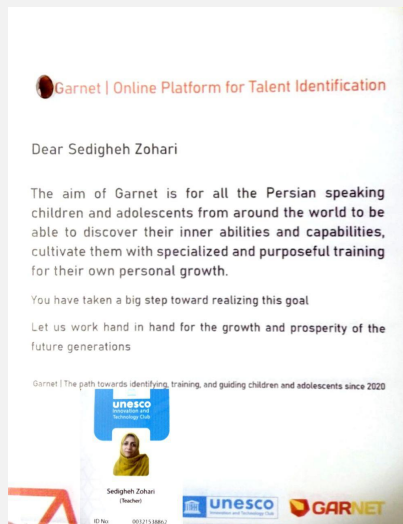 Garnet | Online Platform for Talent Identification
Dear Sedigheh Zohari
The aim of Garnet is for all the Persian speaking
children and adolescents from around the world to be
able to discover their inner abilities and capabilities,
cultivate them with specialized and purposeful training
for their own personal growth.
You have taken a big step toward realizing this goal
Let us work hand in hand for the growth and prosperity of the
future generations
Garnet | The path towards identifying, training, and guiding children and adolescents since 2020
unesco
Innovation and
Technology Club
Sedigheh Zohari
(Teacher)
ID No: 00321538862
unesco
Innovation and Technology Club
GARNET